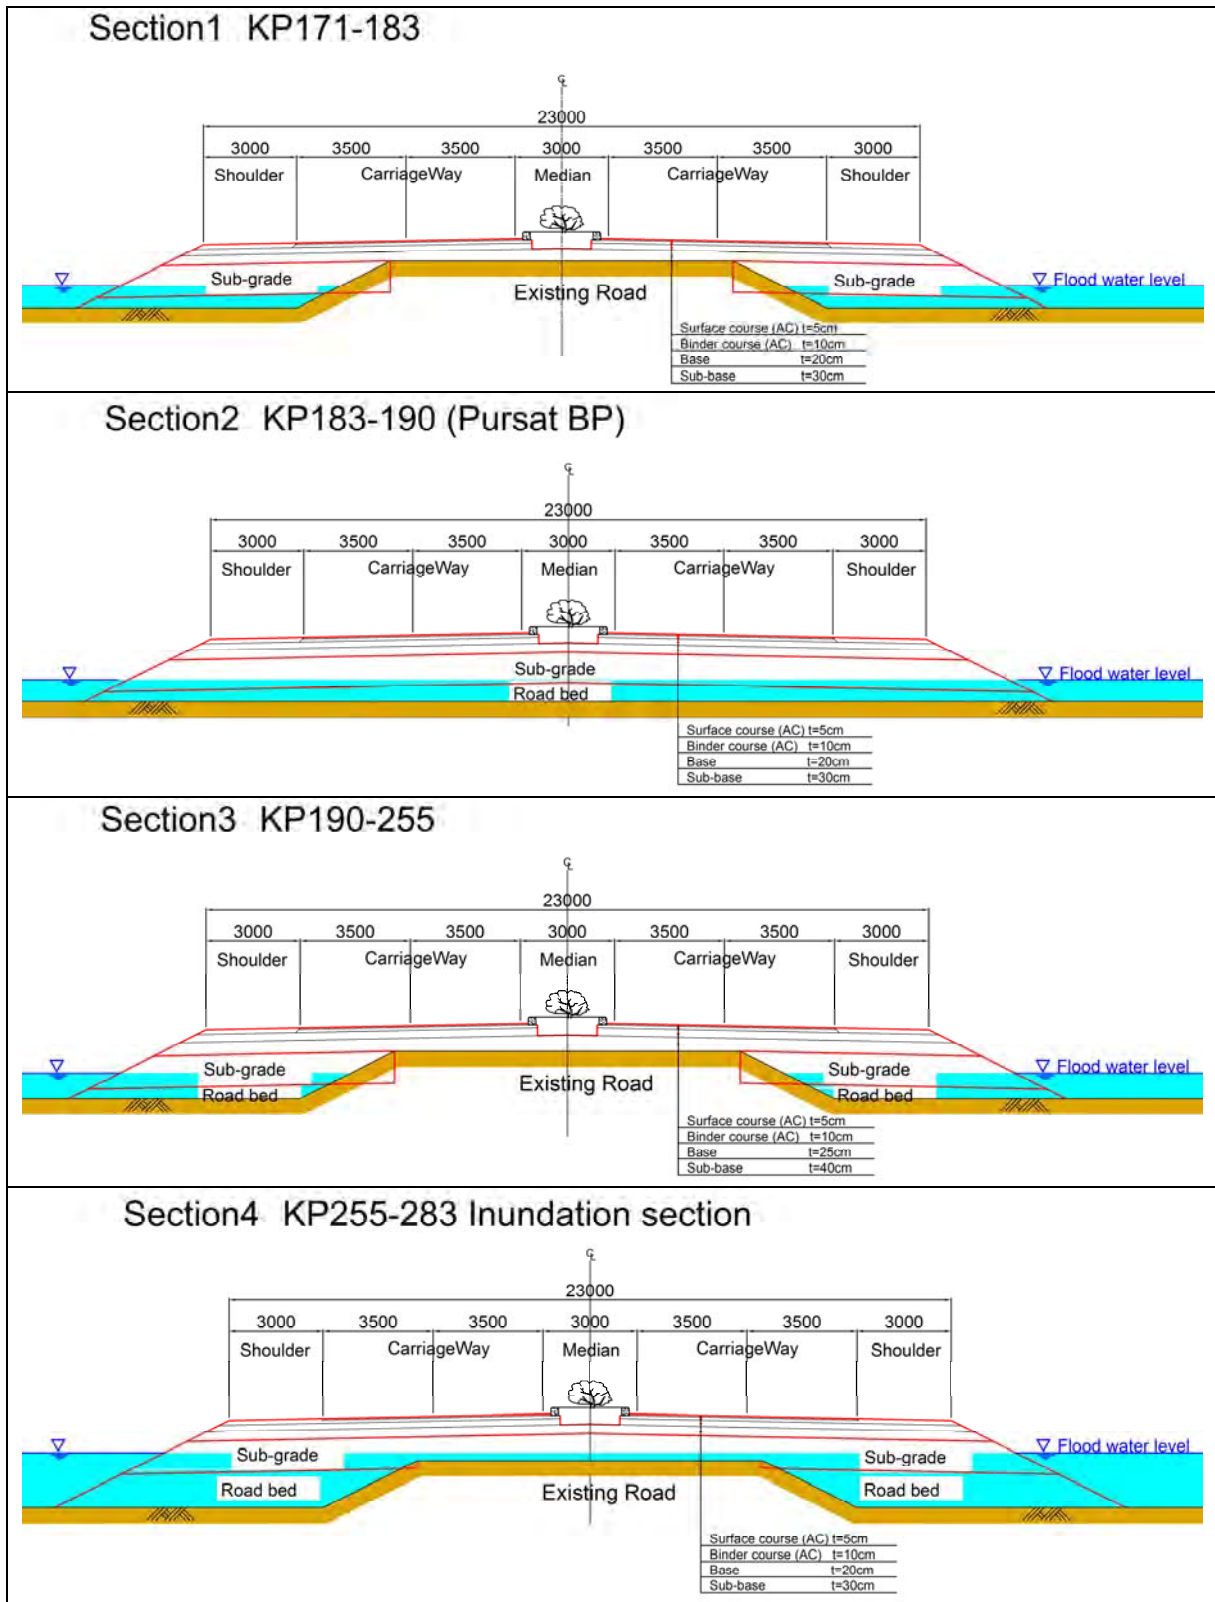 Section1 KP171-183
℄
23000
3000 3500 3500 3000 3500 3500 3000
Shoulder CarriageWay Median CarriageWay Shoulder
Sub-grade Sub-grade Flood water level
Existing Road
Surface course (AC) t=5cm
Binder course (AC) t=10cm
Base t=20cm
Sub-base t=30cm
Section2 KP183-190 (Pursat BP)
℄
23000
3000 3500 3500 3000 3500 3500 3000
Shoulder CarriageWay Median CarriageWay Shoulder
Sub-grade Flood water level
Road bed
Surface course (AC) t=5cm
Binder course (AC) t=10cm
Base t=20cm
Sub-base t=30cm
Section3 KP190-255
℄
23000
3000 3500 3500 3000 3500 3500 3000
Shoulder CarriageWay Median CarriageWay Shoulder
Sub-grade Sub-grade Flood water level
Road bed Existing Road Road bed
Surface course (AC) t=5cm
Binder course (AC) t=10cm
Base t=25cm
Sub-base t=40cm
Section4 KP255-283 Inundation section
℄
23000
3000 3500 3500 3000 3500 3500 3000
Shoulder CarriageWay Median CarriageWay Shoulder
Sub-grade Sub-grade Flood water level
Road bed Existing Road Road bed
Surface course (AC) t=5cm
Binder course (AC) t=10cm
Base t=20cm
Sub-base t=30cm